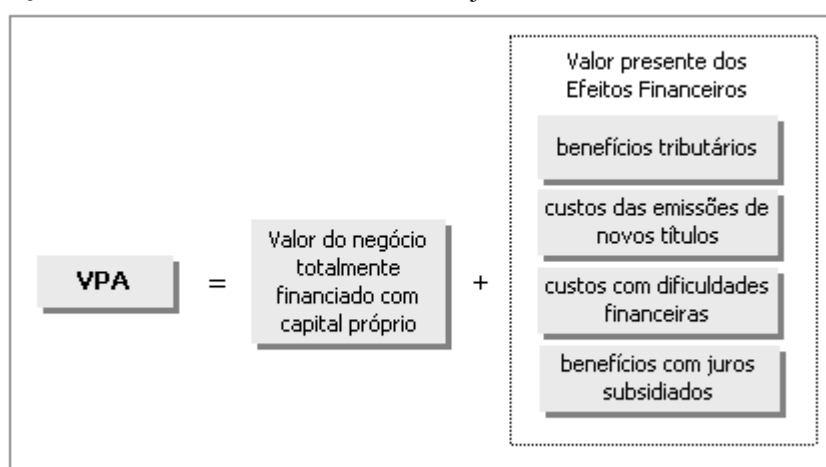 Valor presente dos
Efeitos Financeiros
benefícios tributários
custos das emissões de
novos títulos
custos com dificuldades
financeiras
benefícios com juros
subsidiados
VPA
=
Valor do negócio
totalmente
financiado com
capital próprio
+